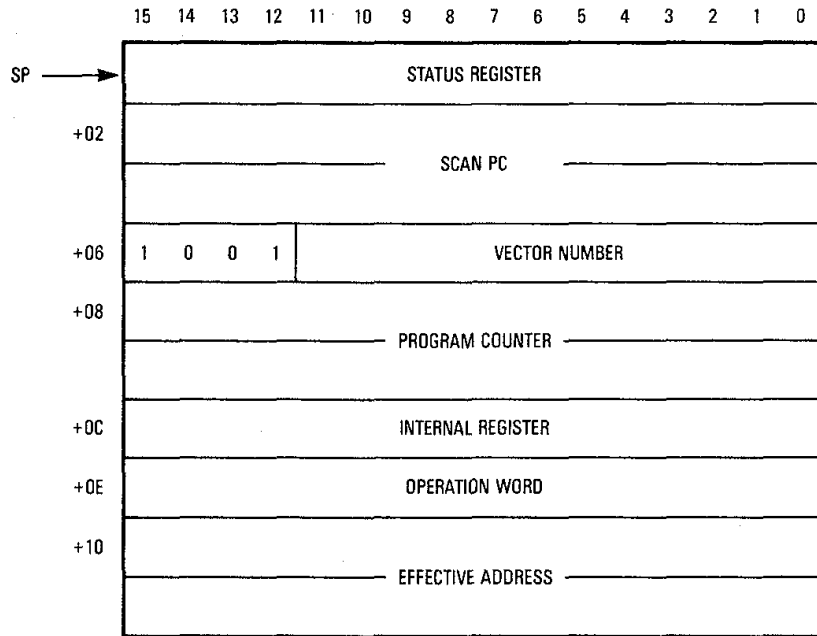 15 14 13 12 11 10 9 8 7 6 5 4 3 2 1 0
SP STATUS REGISTER
+02
SCAN PC
+06 1 0 0 1 VECTOR NUMBER
+08
PROGRAM COUNTER
+0C INTERNAL REGISTER
+0E OPERATION WORD
+10
EFFECTIVE ADDRESS